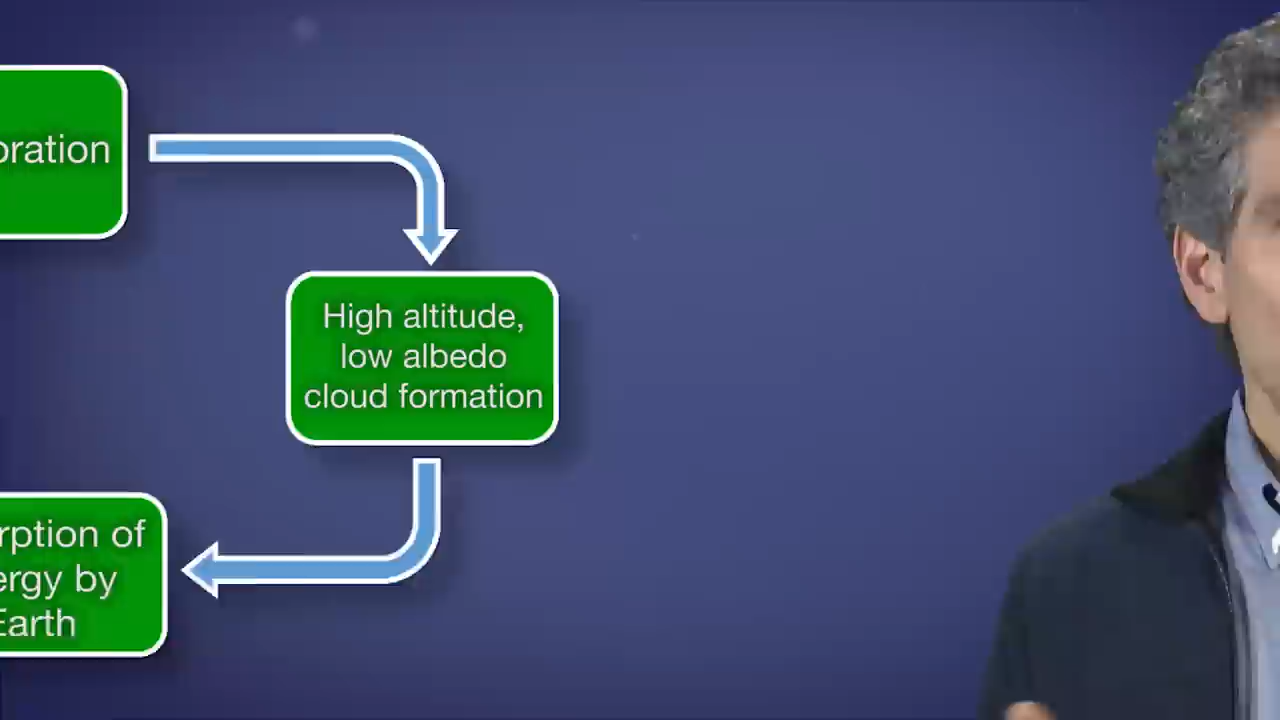 oration
High altitude,
low albedo
cloud formation
rption of
ergy by
Earth